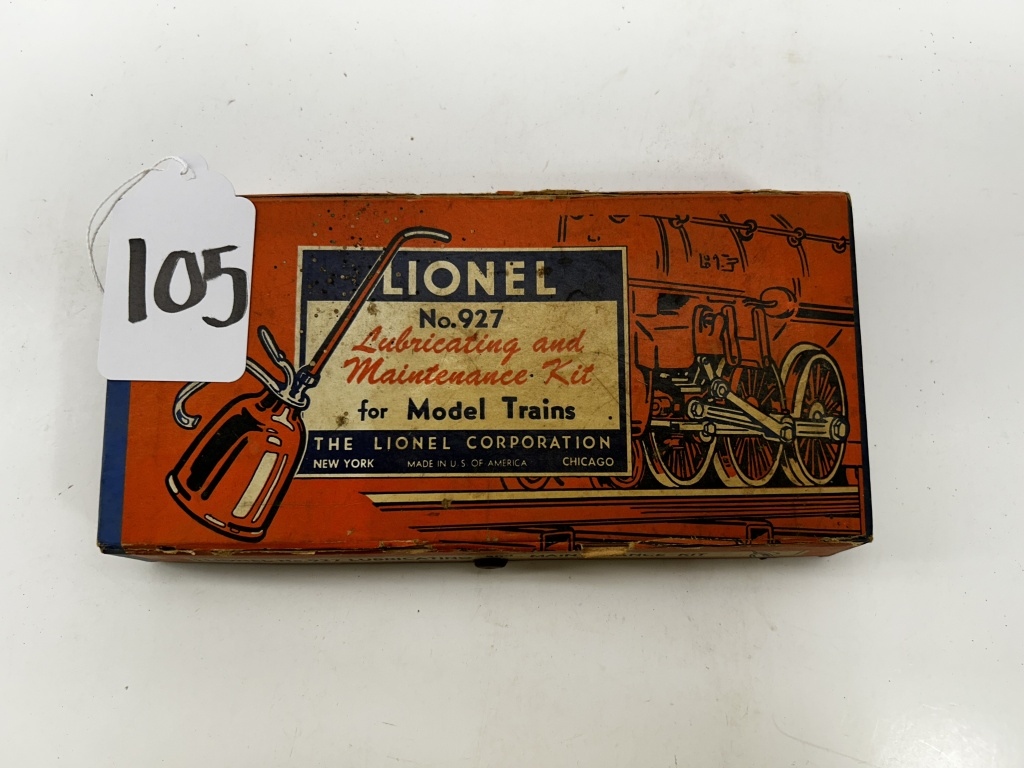 105
LIONEL
No. 927
Lubricating and
Maintenance Kit
for Model Trains
THE LIONEL CORPORATION
NEW YORK MADE IN U.S. OF AMERICA CHICAGO